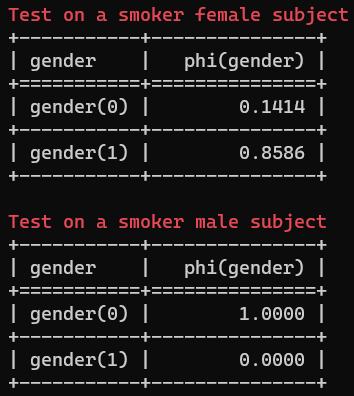 Test on a smoker female subject
+-----------+---------------+
| gender    |   phi(gender) |
+===========+===============+
| gender(0) |        0.1414 |
+-----------+---------------+
| gender(1) |        0.8586 |
+-----------+---------------+
Test on a smoker male subject
+-----------+---------------+
| gender    |   phi(gender) |
+===========+===============+
| gender(0) |        1.0000 |
+-----------+---------------+
| gender(1) |        0.0000 |
+-----------+---------------+